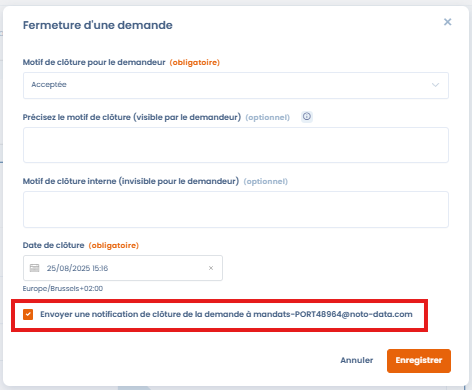 Fermeture d'une demande
Motif de clôture pour le demandeur (obligatoire)
Acceptée
Précisez le motif de clôture (visible par le demandeur) (optionnel)
Motif de clôture interne (invisible pour le demandeur) (optionnel)
Date de clôture (obligatoire)
25/08/2025 15:16
Europe/Brussels+02:00
Envoyer une notification de clôture de la demande à mandats-PORT48964@noto-data.com
Annuler Enregistrer